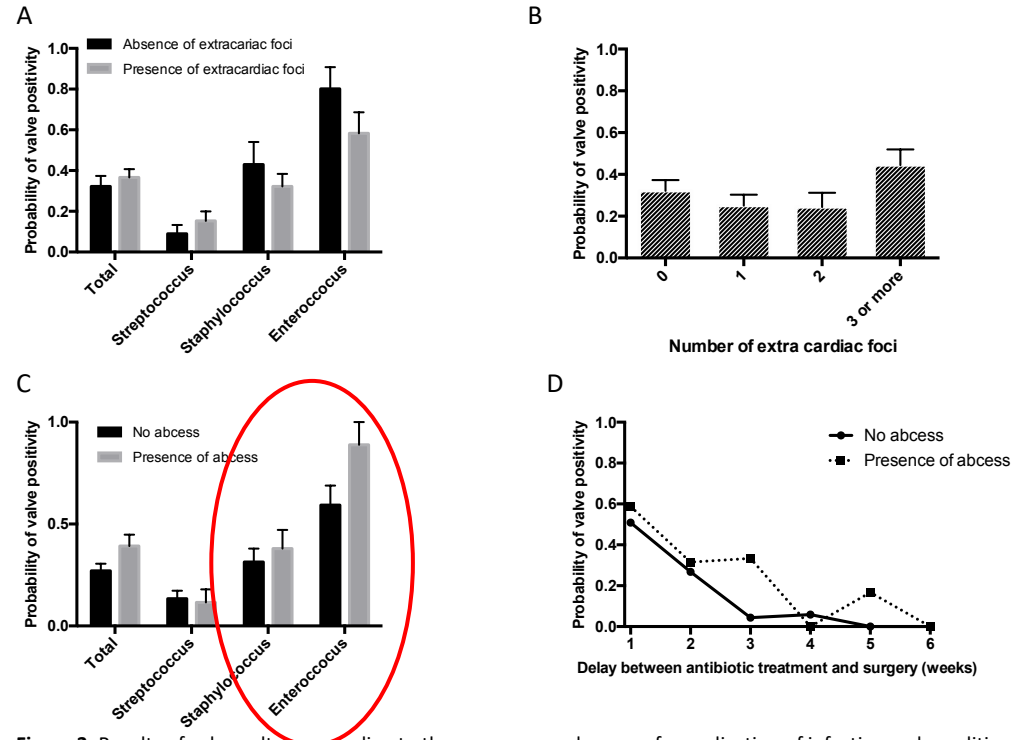 A
Probability of valve positivity
1.0
0.8
0.6
0.4
0.2
0.0
Absence of extracariac foci
Presence of extracardiac foci
Total
Streptococcus
Staphylococcus
Enteroccocus
B
Probability of valve positivity
1.0
0.8
0.6
0.4
0.2
0.0
0
1
2
3 or more
Number of extra cardiac foci
C
Probability of valve positivity
1.0
0.5
0.0
No abcess
Presence of abcess
Total
Streptococcus
Staphylococcus
Enteroccocus
D
Probability of valve positivity
1.0
0.8
0.6
0.4
0.2
0.0
No abcess
Presence of abcess
1 2 3 4 5 6
Delay between antibiotic treatment and surgery (weeks)